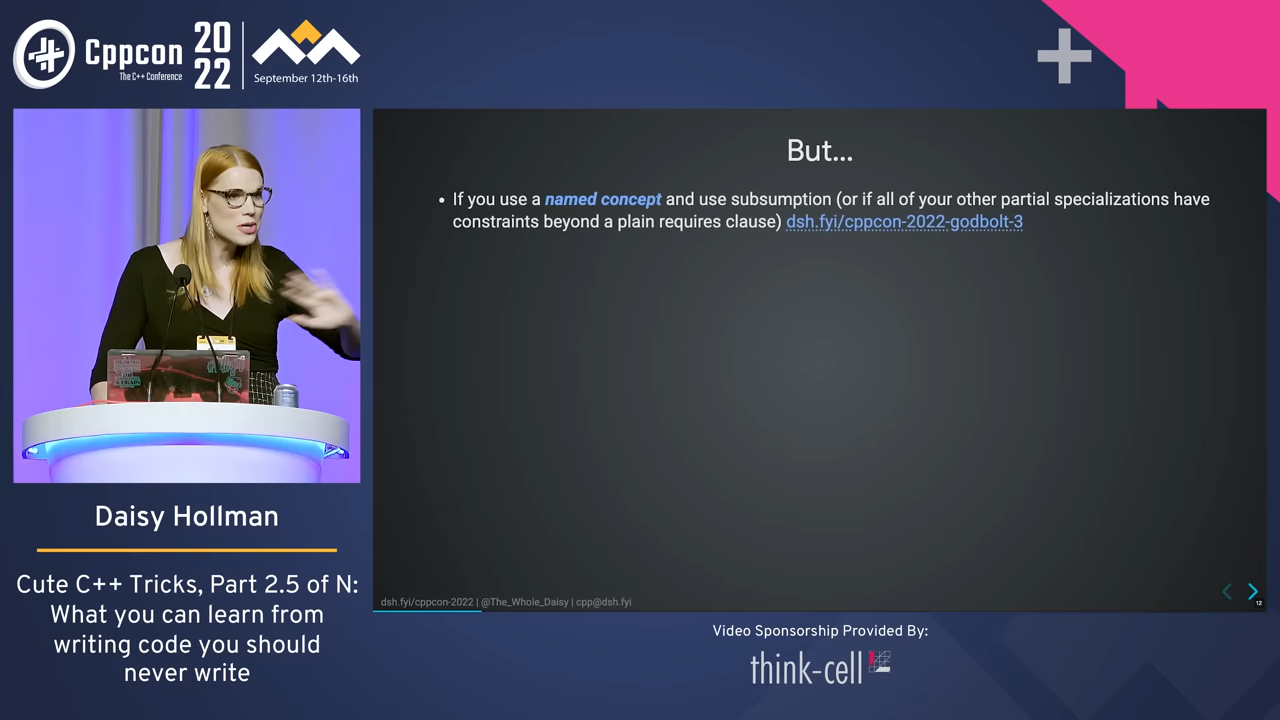 Cppcon
The C++ Conference
20
22
September 12th-16th
But...
• If you use a named concept and use subsumption (or if all of your other partial specializations have
constraints beyond a plain requires clause) dsh.fyi/cppcon-2022-godbolt-3
dsh.fyi/cppcon-2022 | @The_Whole_Daisy | cpp@dsh.fyi
12
Daisy Hollman
Cute C++ Tricks, Part 2.5 of N:
What you can learn from
writing code you should
never write
Video Sponsorship Provided By:
think-cell